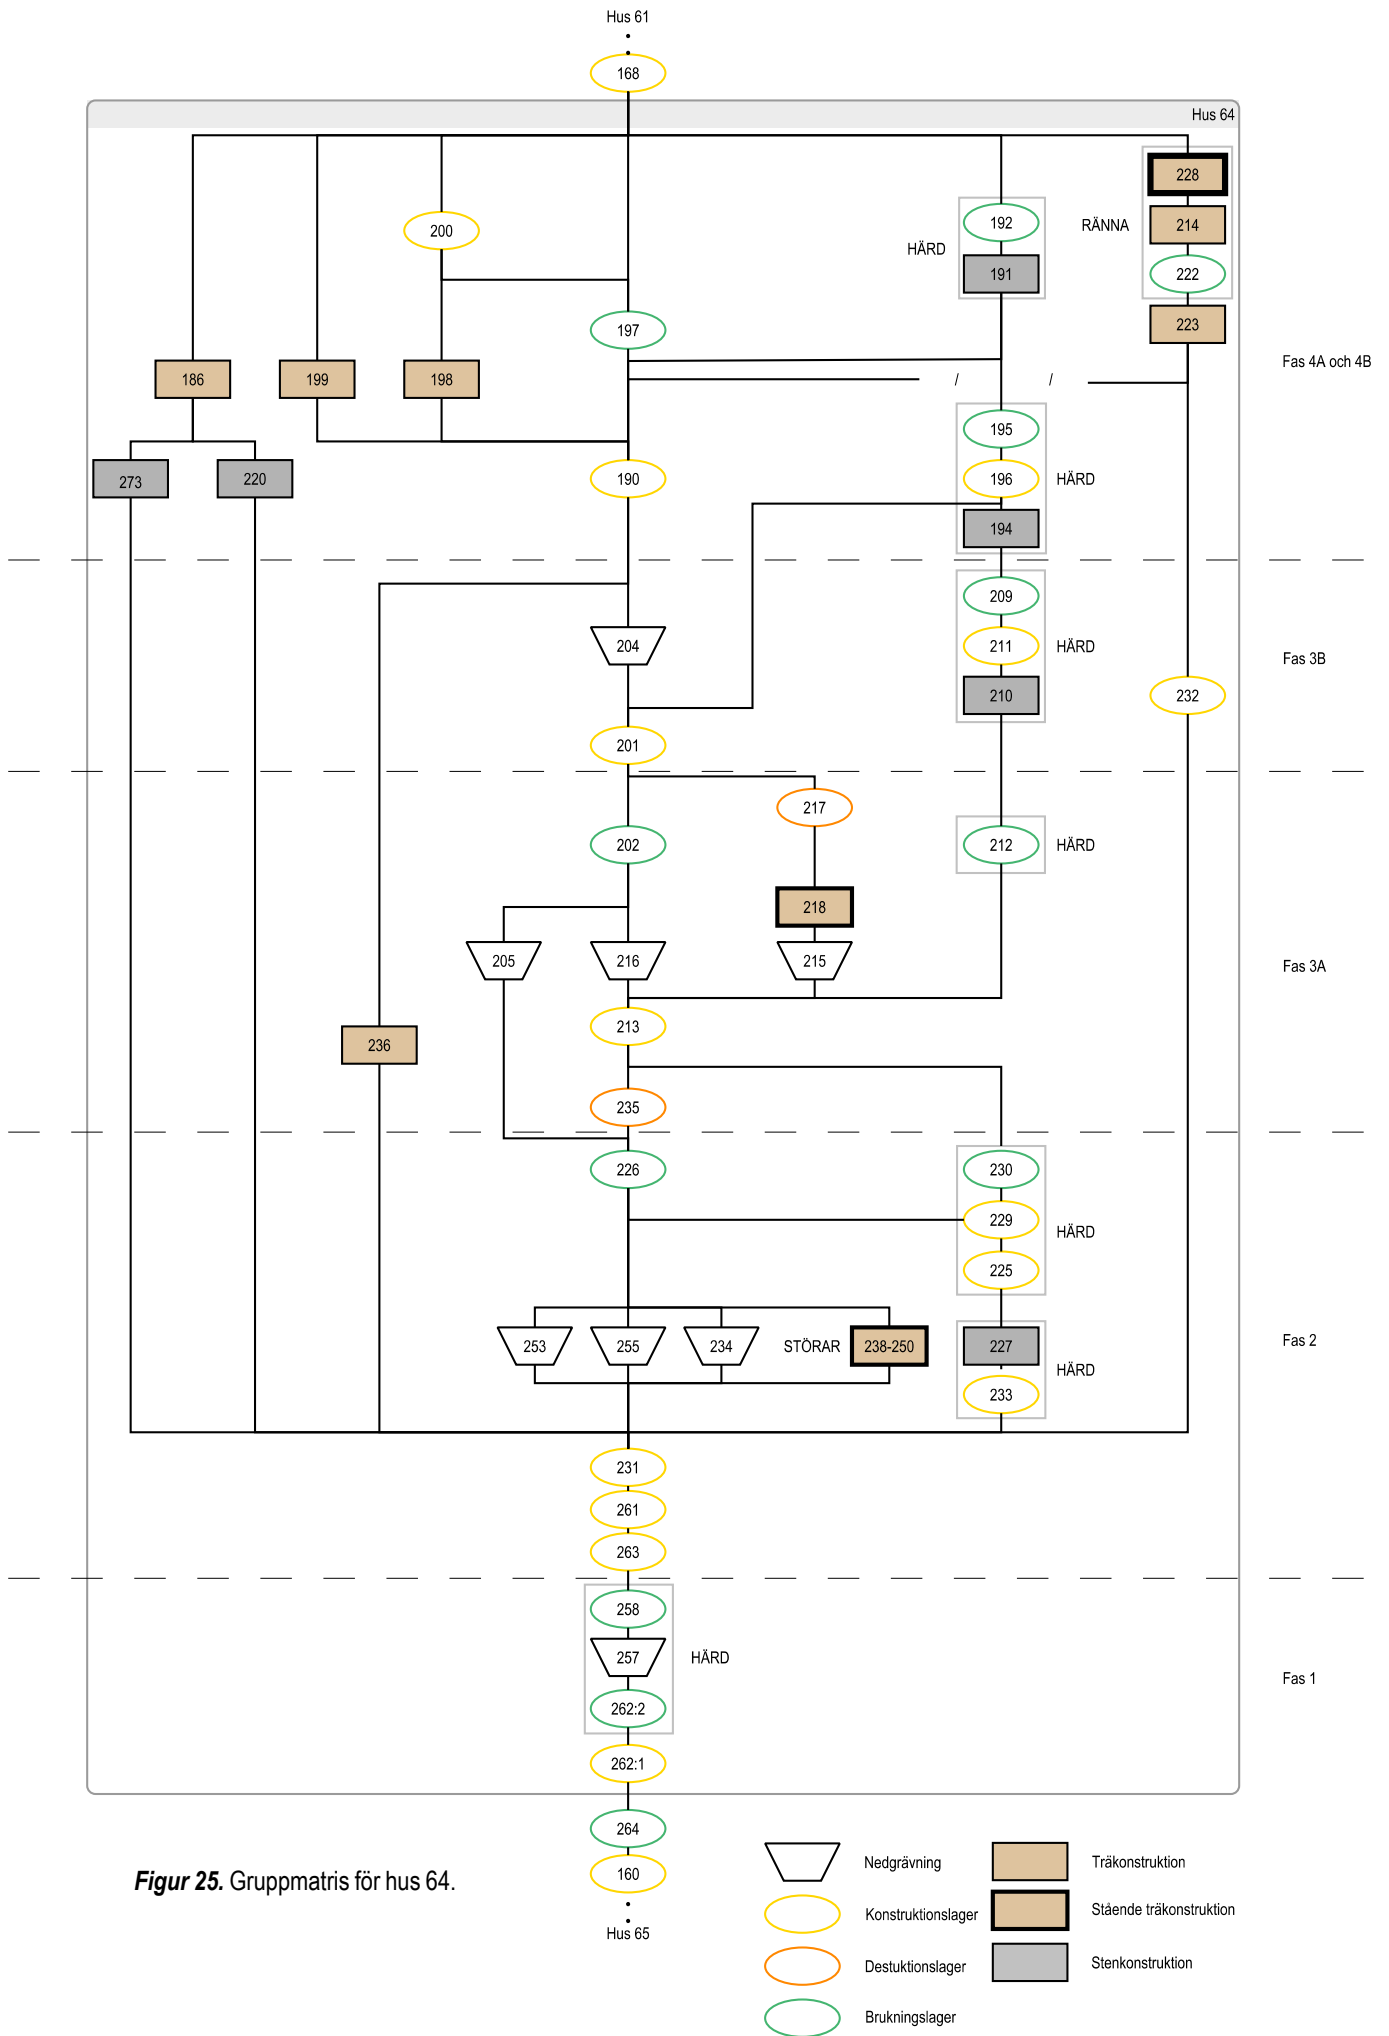 Hus 61
168
Hus 64
228
RÄNNA
214
192
200
HÄRD
191
222
223
197
Fas 4A och 4B
186
199
198
/
/
195
273
220
190
196
HÄRD
194
209
204
211
HÄRD
Fas 3B
210
232
201
217
202
212
HÄRD
218
205
216
215
Fas 3A
213
236
235
226
230
229
HÄRD
225
253
255
234
STÖRAR
238-250
227
Fas 2
HÄRD
233
231
261
263
258
257
HÄRD
Fas 1
262:2
262:1
264
160
Hus 65
Figur 25. Gruppmatris för hus 64.
Nedgrävning
Träkonstruktion
Konstruktionslager
Stående träkonstruktion
Destuktionslager
Stenkonstruktion
Brukningslager